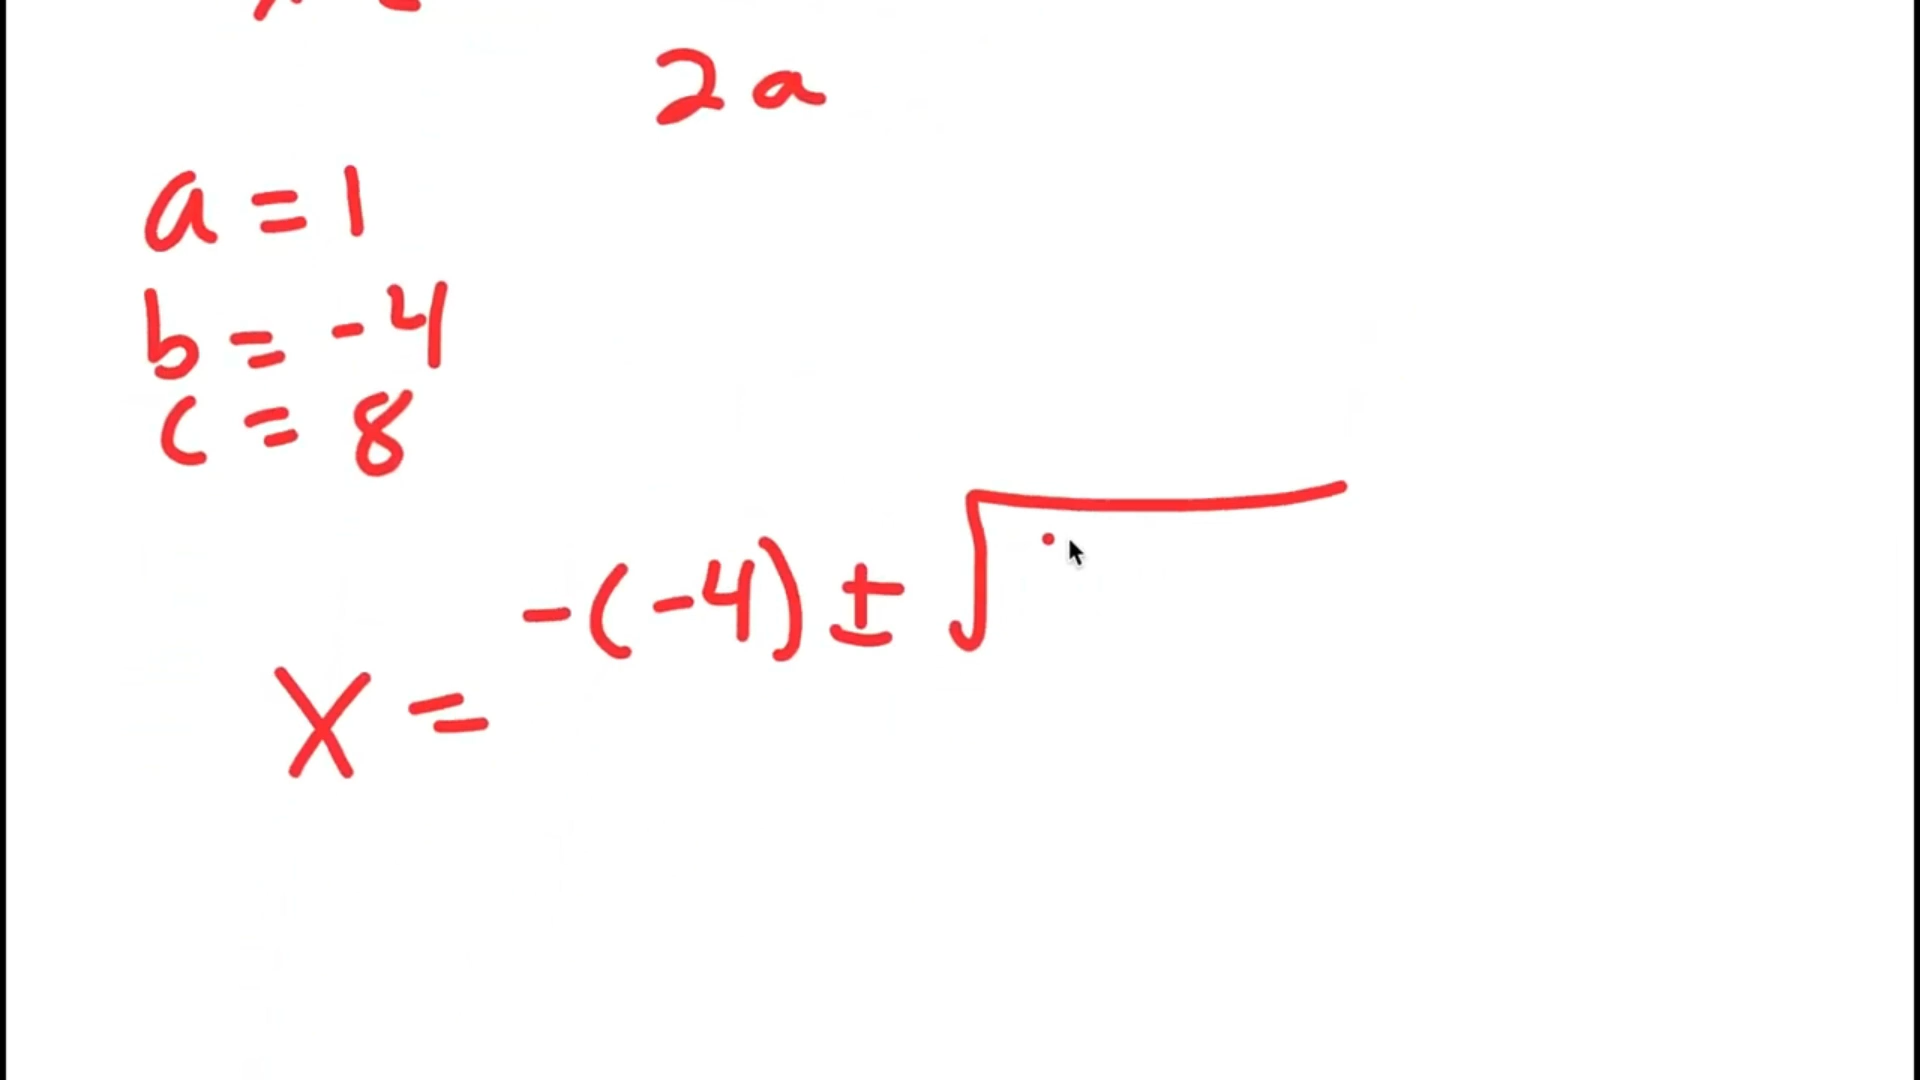 2a
a = 1
b = -4
c = 8
x = -(-4) ± √